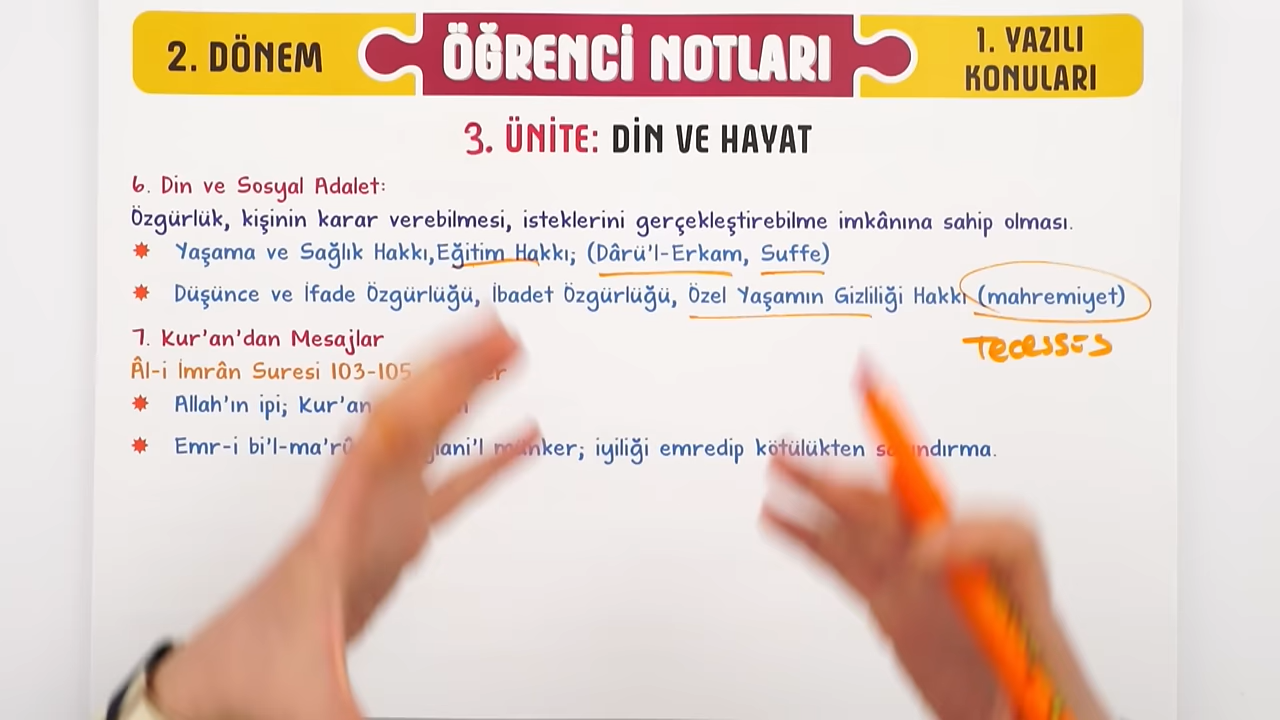 2. DÖNEM
ÖĞRENCİ NOTLARI
1. YAZILI
KONULARI
3. ÜNİTE: DİN VE HAYAT
6. Din ve Sosyal Adalet:
Özgürlük, kişinin karar verebilmesi, isteklerini gerçekleştirebilme imkânına sahip olması.
Yaşama ve Sağlık Hakkı,Eğitim Hakkı; (Dârü'l-Erkam, Suffe)
Düşünce ve İfade Özgürlüğü, İbadet Özgürlüğü, Özel Yaşamın Gizliliği Hakkı (mahremiyet)
7. Kur'an'dan Mesajlar
Âl-i İmrân Suresi 103-105
Allah'ın ipi; Kur'an
Emr-i bi'l-ma'rû münker; iyiliği emredip kötülükten